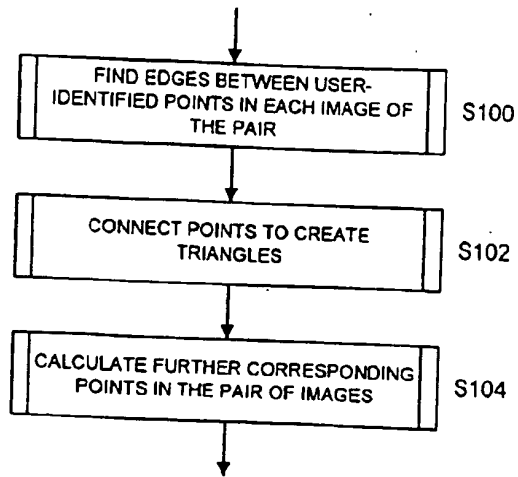 FIND EDGES BETWEEN USER-
IDENTIFIED POINTS IN EACH IMAGE OF
THE PAIR
S100
CONNECT POINTS TO CREATE
TRIANGLES
S102
CALCULATE FURTHER CORRESPONDING
POINTS IN THE PAIR OF IMAGES
S104